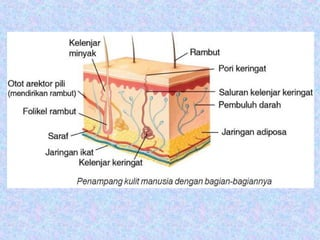 Kelenjar
minyak
Rambut
Pori keringat
Otot arektor pili
(mendirikan rambut)
Saluran kelenjar keringat
Pembuluh darah
Folikel rambut
Saraf
Jaringan adiposa
Jaringan ikat
Kelenjar keringat
Penampang kulit manusia dengan bagian-bagiannya